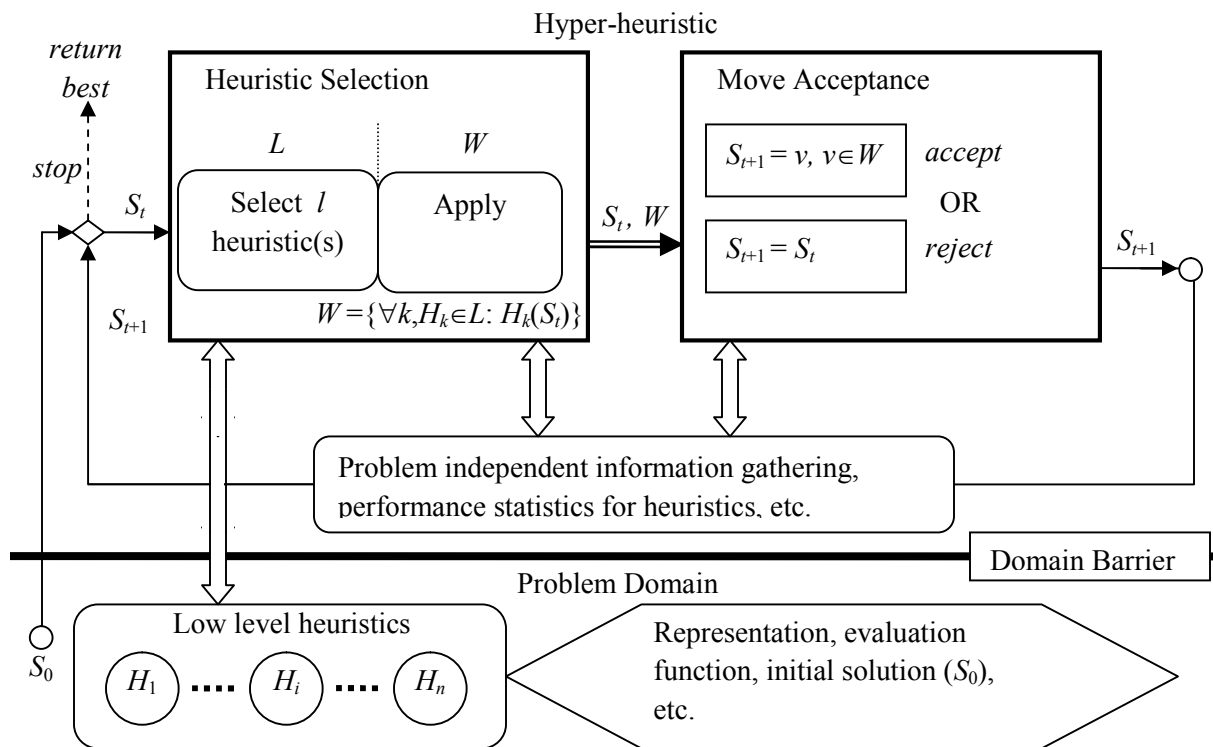 Hyper-heuristic
return
best
stop
S_t
S_{t+1}
Heuristic Selection
L
W
Select l
heuristic(s)
Apply
W ={∀k,H_k∈L: H_k(S_t)}
S_t, W
Move Acceptance
S_{t+1} = v, v∈W
accept
OR
S_{t+1} = S_t
reject
S_{t+1}
Problem independent information gathering,
performance statistics for heuristics, etc.
Domain Barrier
Problem Domain
S_0
Low level heuristics
H_1
H_i
H_n
Representation, evaluation
function, initial solution (S_0),
etc.